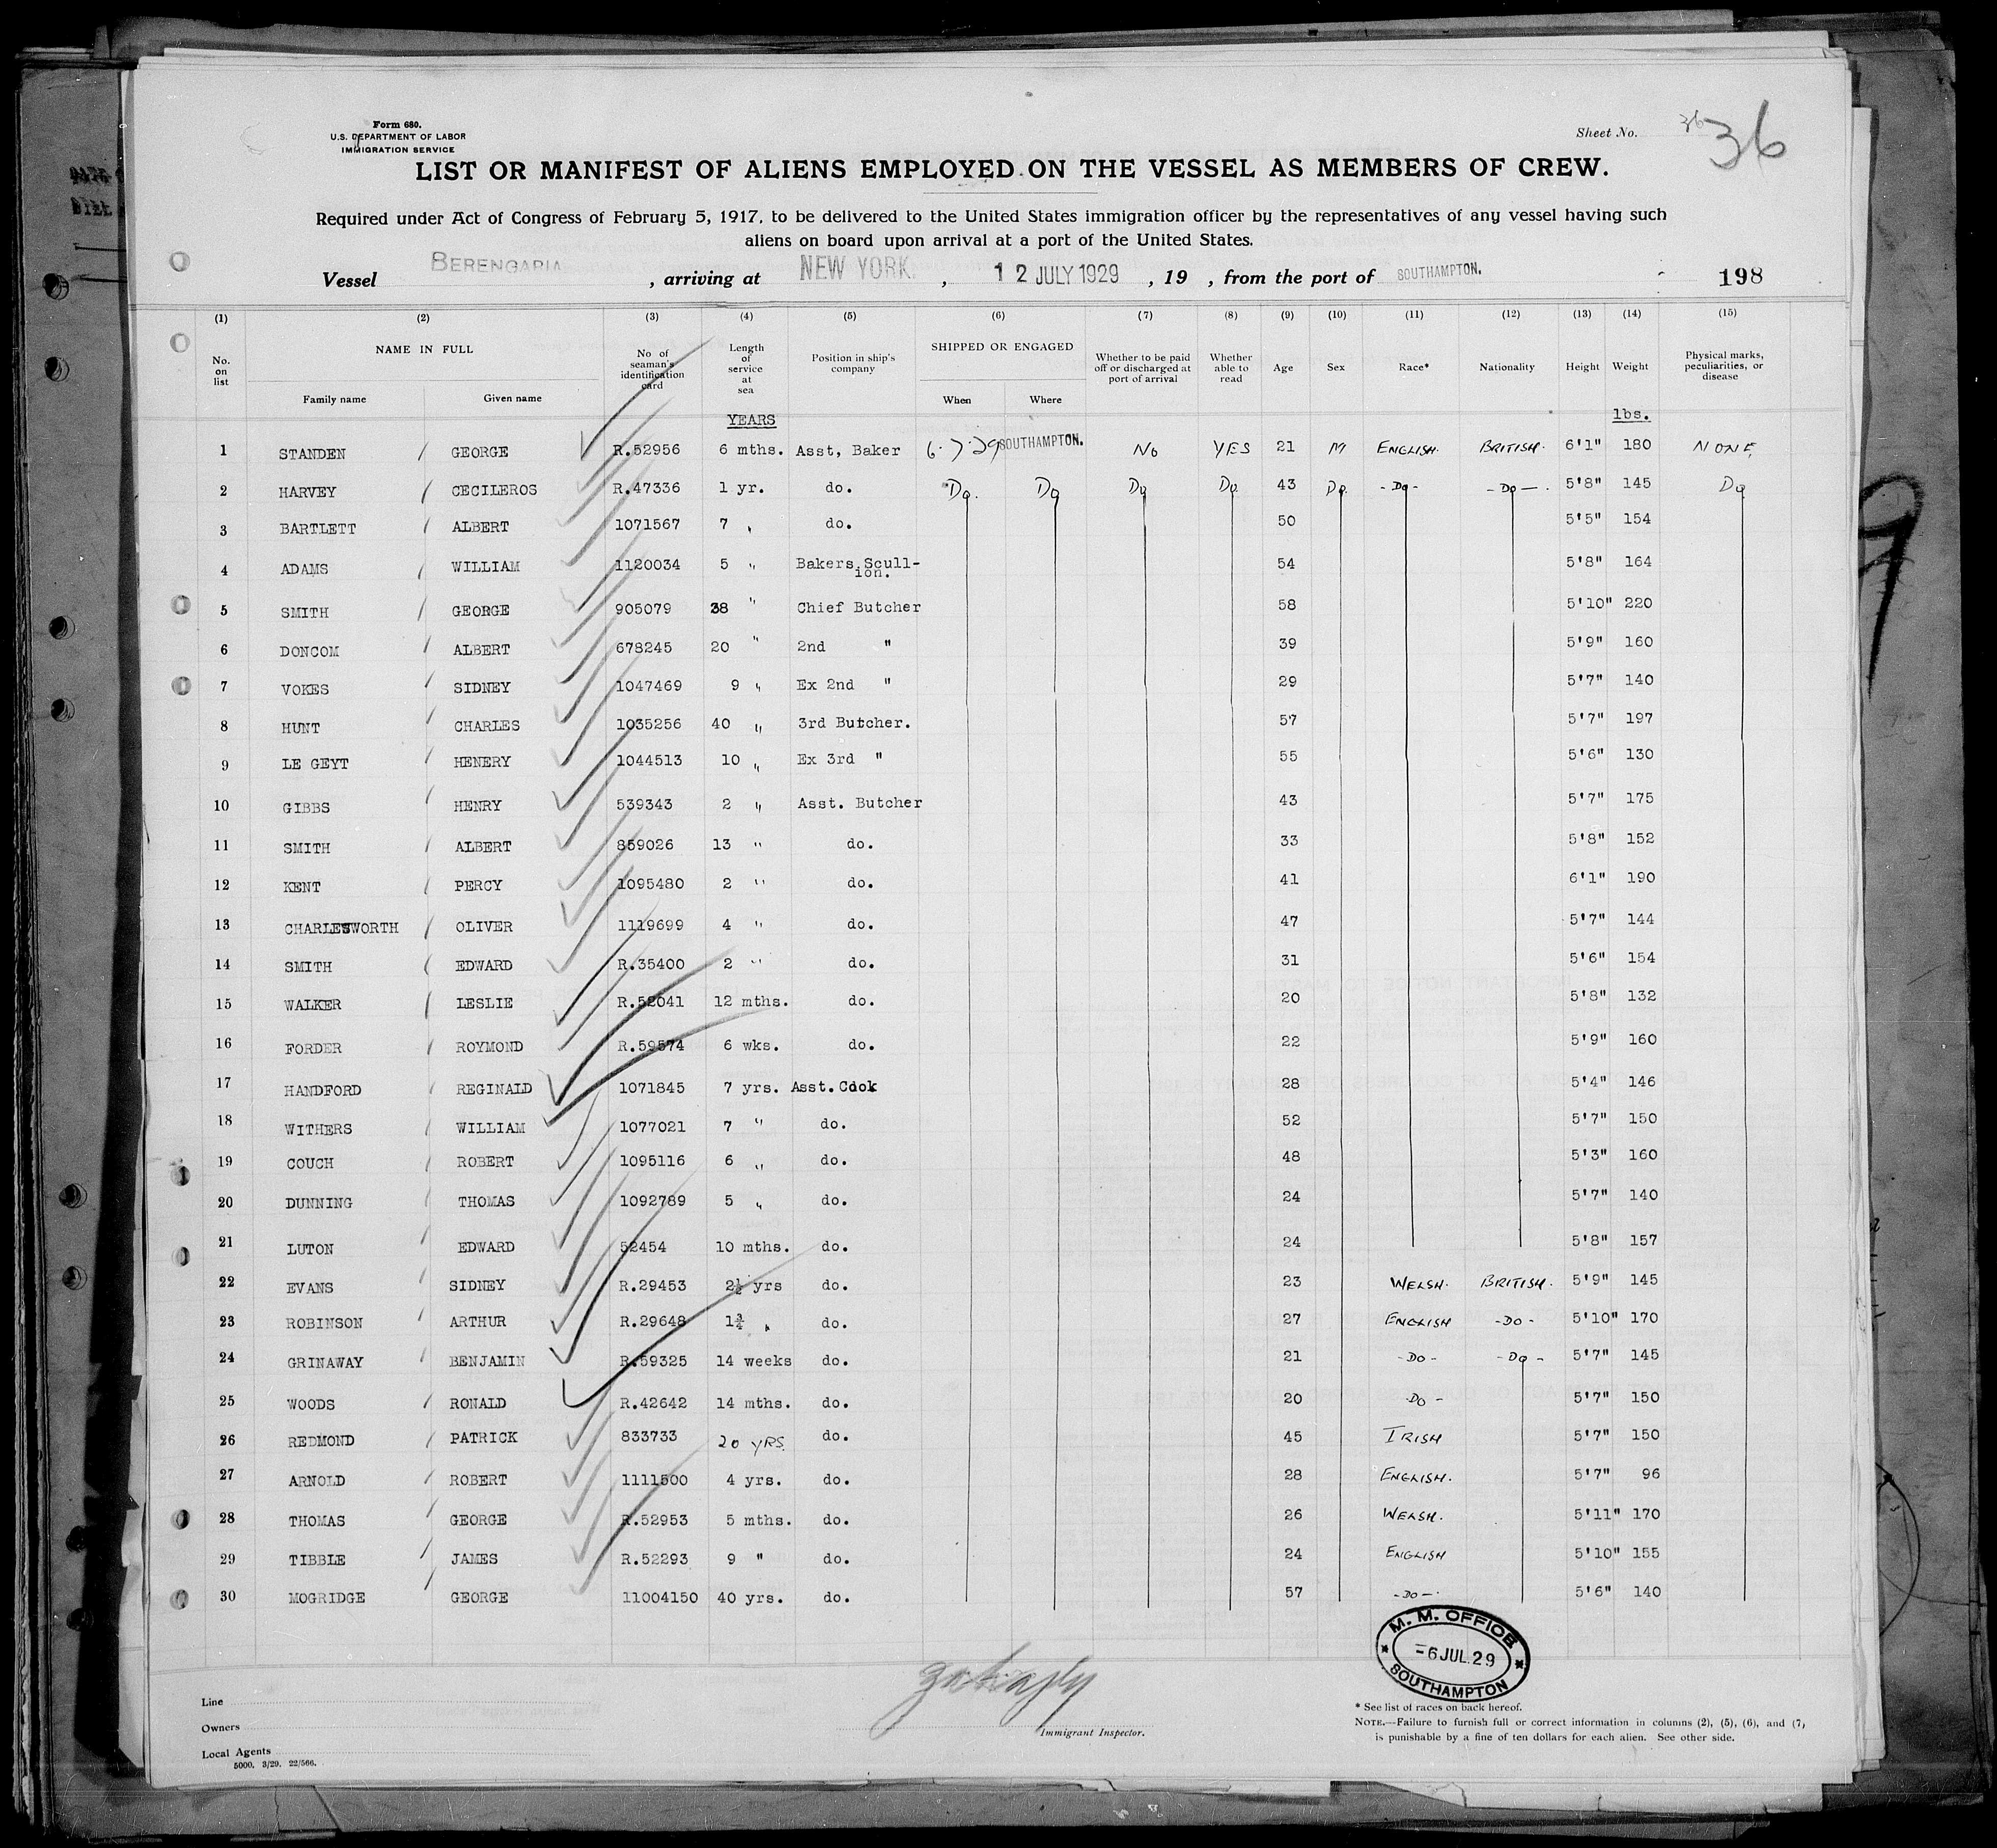 Form 680.
U.S. DEPARTMENT OF LABOR
IMMIGRATION SERVICE
Sheet No. 36 36
LIST OR MANIFEST OF ALIENS EMPLOYED ON THE VESSEL AS MEMBERS OF CREW.
Required under Act of Congress of February 5, 1917, to be delivered to the United States immigration officer by the representatives of any vessel having such
aliens on board upon arrival at a port of the United States.
Vessel BERENGARIA , arriving at NEW YORK. , 12 JULY 1929 , 19 , from the port of SOUTHAMPTON. 198
(1) (2) (3) (4) (5) (6) (7) (8) (9) (10) (11) (12) (13) (14) (15)
No. on list NAME IN FULL Family name Given name No of seaman's identification card Length of service at sea Position in ship's company SHIPPED OR ENGAGED When Where Whether to be paid off or discharged at port of arrival Whether able to read Age Sex Race* Nationality Height Weight Physical marks, peculiarities, or disease
YEARS lbs.
1 STANDEN GEORGE R.52956 6 mths. Asst, Baker 6.7.29 SOUTHAMPTON. No YES 21 M ENGLISH. BRITISH. 6'1" 180 NONE.
2 HARVEY CECILEROS R.47336 1 yr. do. Do. Do Do Do. 43 Do. -Do- -Do-. 5'8" 145 Do
3 BARTLETT ALBERT 1071567 7 " do. 50 5'5" 154
4 ADAMS WILLIAM 1120034 5 " Bakers Scull-
ion. 54 5'8" 164
5 SMITH GEORGE 905079 38 " Chief Butcher 58 5'10" 220
6 DONCOM ALBERT 678245 20 " 2nd " 39 5'9" 160
7 VOKES SIDNEY 1047469 9 " Ex 2nd " 29 5'7" 140
8 HUNT CHARLES 1035256 40 " 3rd Butcher. 57 5'7" 197
9 LE GEYT HENERY 1044513 10 " Ex 3rd " 55 5'6" 130
10 GIBBS HENRY 539343 2 " Asst. Butcher 43 5'7" 175
11 SMITH ALBERT 859026 13 " do. 33 5'8" 152
12 KENT PERCY 1095480 2 " do. 41 6'1" 190
13 CHARLESWORTH OLIVER 1119699 4 " do. 47 5'7" 144
14 SMITH EDWARD R.35400 2 " do. 31 5'6" 154
15 WALKER LESLIE R.52041 12 mths. do. 20 5'8" 132
16 FORDER ROYMOND R.59574 6 wks. do. 22 5'9" 160
17 HANDFORD REGINALD 1071845 7 yrs. Asst. Cook 28 5'4" 146
18 WITHERS WILLIAM 1077021 7 " do. 52 5'7" 150
19 COUCH ROBERT 1095116 6 " do. 48 5'3" 160
20 DUNNING THOMAS 1092789 5 " do. 24 5'7" 140
21 LUTON EDWARD 52454 10 mths. do. 24 5'8" 157
22 EVANS SIDNEY R.29453 2½ yrs do. 23 WELSH. BRITISH. 5'9" 145
23 ROBINSON ARTHUR R.29648 1¾ " do. 27 ENGLISH -DO- 5'10" 170
24 GRINAWAY BENJAMIN R.59325 14 weeks do. 21 -DO- -DO- 5'7" 145
25 WOODS RONALD R.42642 14 mths. do. 20 -DO- 5'7" 150
26 REDMOND PATRICK 833733 20 YRS. do. 45 IRISH 5'7" 150
27 ARNOLD ROBERT 1111500 4 yrs. do. 28 ENGLISH. 5'7" 96
28 THOMAS GEORGE R.52953 5 mths. do. 26 WELSH. 5'11" 170
29 TIBBLE JAMES R.52293 9 " do. 24 ENGLISH 5'10" 155
30 MOGRIDGE GEORGE 11004150 40 yrs. do. 57 -DO-. 5'6" 140
M. M. OFFICE
-6 JUL. 29
SOUTHAMPTON
Line
Owners
Local Agents
5000. 3/29. 22/566.
Immigrant Inspector.
* See list of races on back hereof.
NOTE.—Failure to furnish full or correct information in columns (2), (5), (6), and (7,
is punishable by a fine of ten dollars for each alien. See other side.